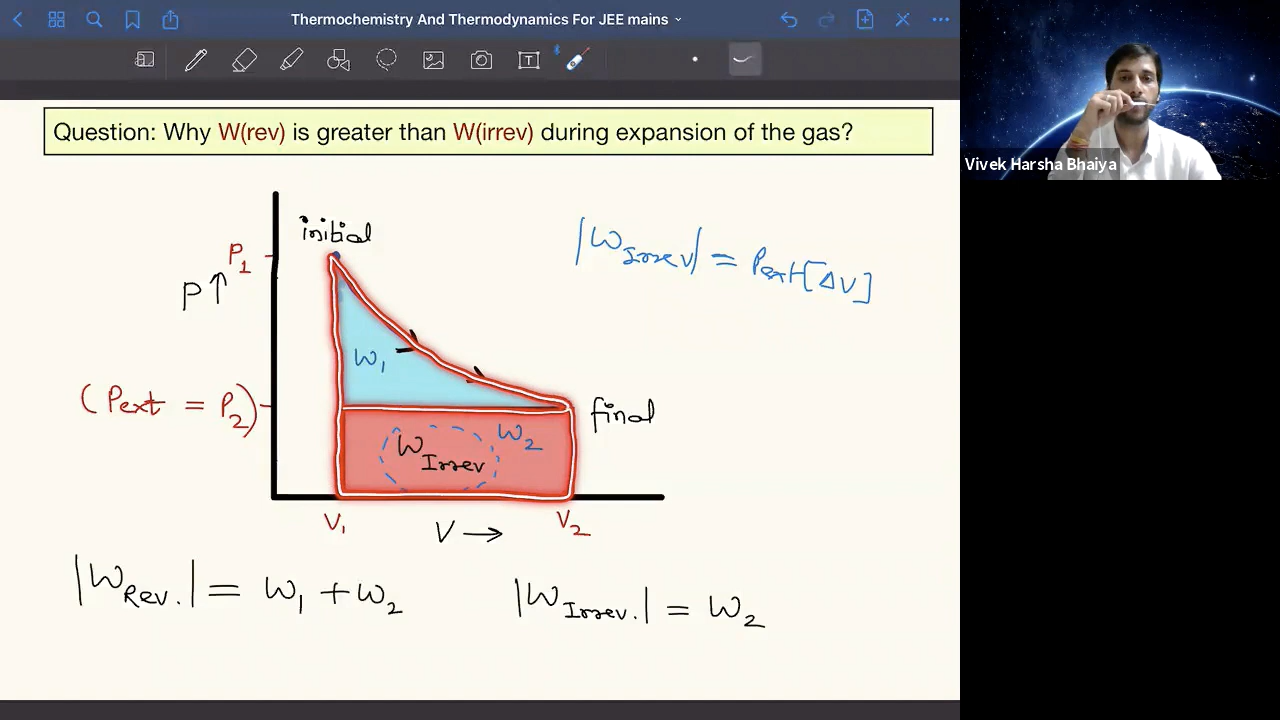 Thermochemistry And Thermodynamics For JEE mains
T
Question: Why W(rev) is greater than W(irrev) during expansion of the gas?
Vivek Harsha Bhaiya
initial
|WIrrev| = Pext[ΔV]
P1
P↑
W1
(Pext = P2)
final
W2
WIrrev
V1
V →
V2
|WRev.| = W1 + W2
|WIrrev.| = W2